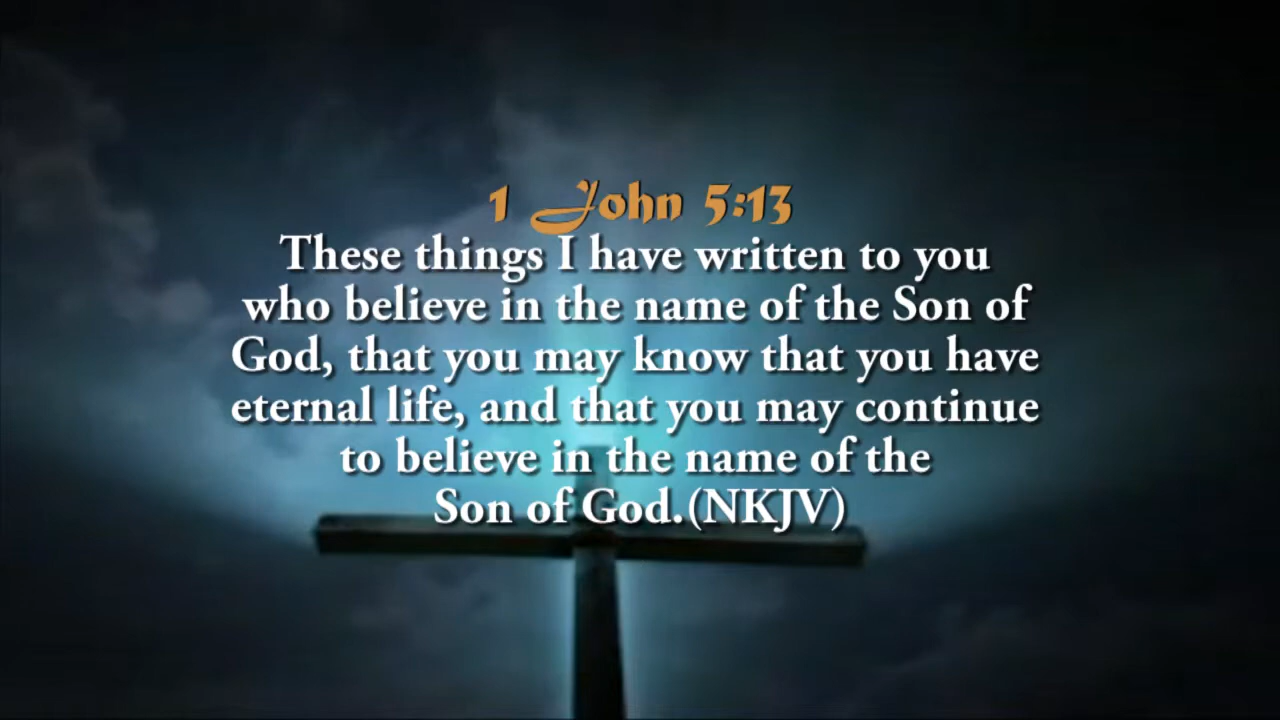 1 John 5:13
These things I have written to you
who believe in the name of the Son of
God, that you may know that you have
eternal life, and that you may continue
to believe in the name of the
Son of God.(NKJV)